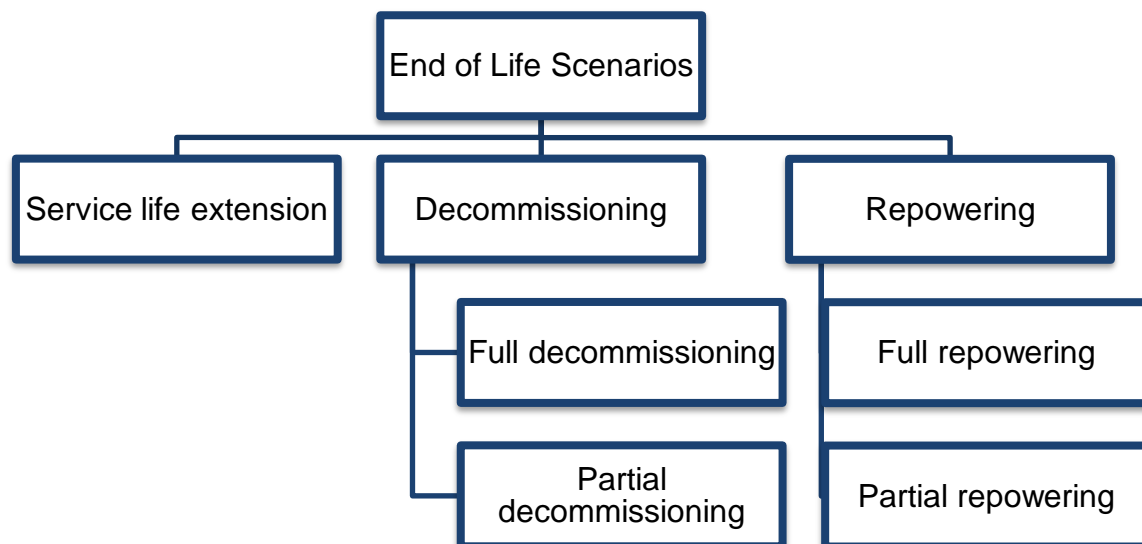 End of Life Scenarios
Service life extension
Decommissioning
Repowering
Full decommissioning
Full repowering
Partial
decommissioning
Partial repowering